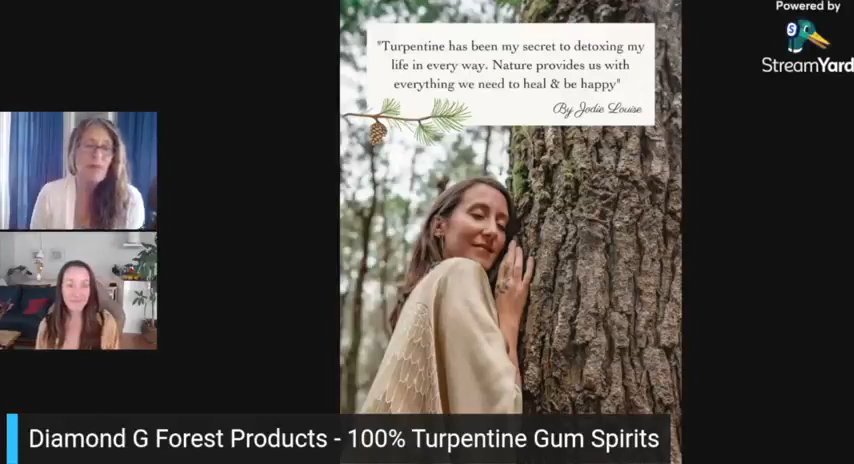 Powered by
StreamYard
"Turpentine has been my secret to detoxing my
life in every way. Nature provides us with
everything we need to heal & be happy"
By Jodie Louise
Diamond G Forest Products - 100% Turpentine Gum Spirits